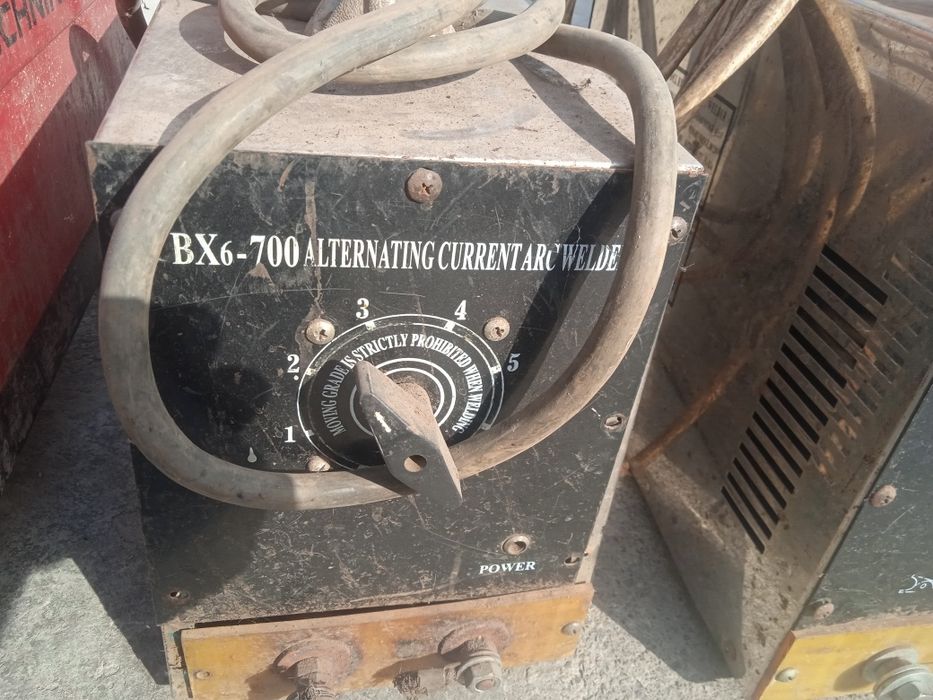 BX6-700 ALTERNATING CURRENT ARC WELDE
3
4
2
5
1
MOVING GRADE IS STRICTLY PROHIBITED WHEN WELDING
POWER